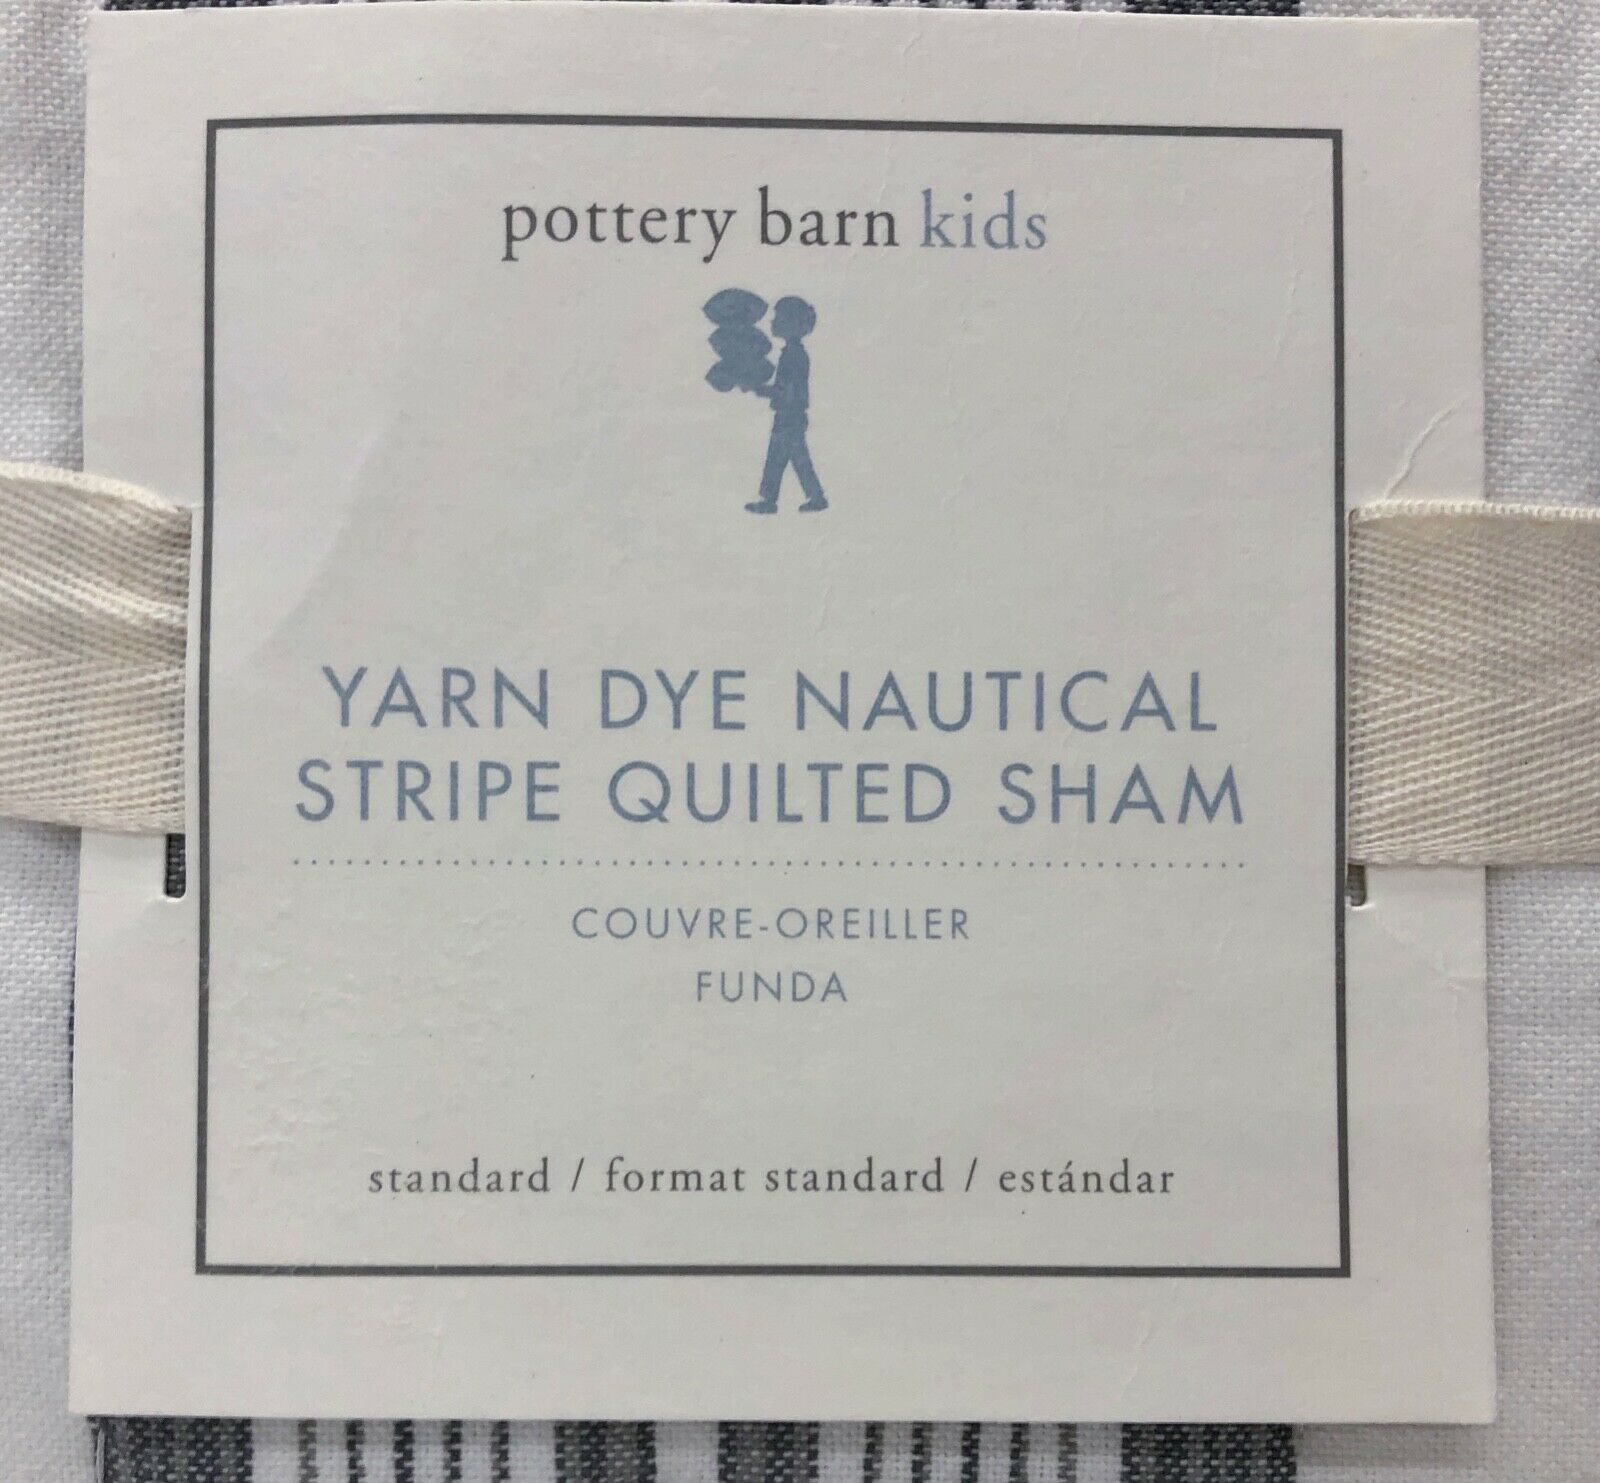 pottery barn kids
YARN DYE NAUTICAL
STRIPE QUILTED SHAM
COUVRE-OREILLER
FUNDA
standard / format standard / estándar